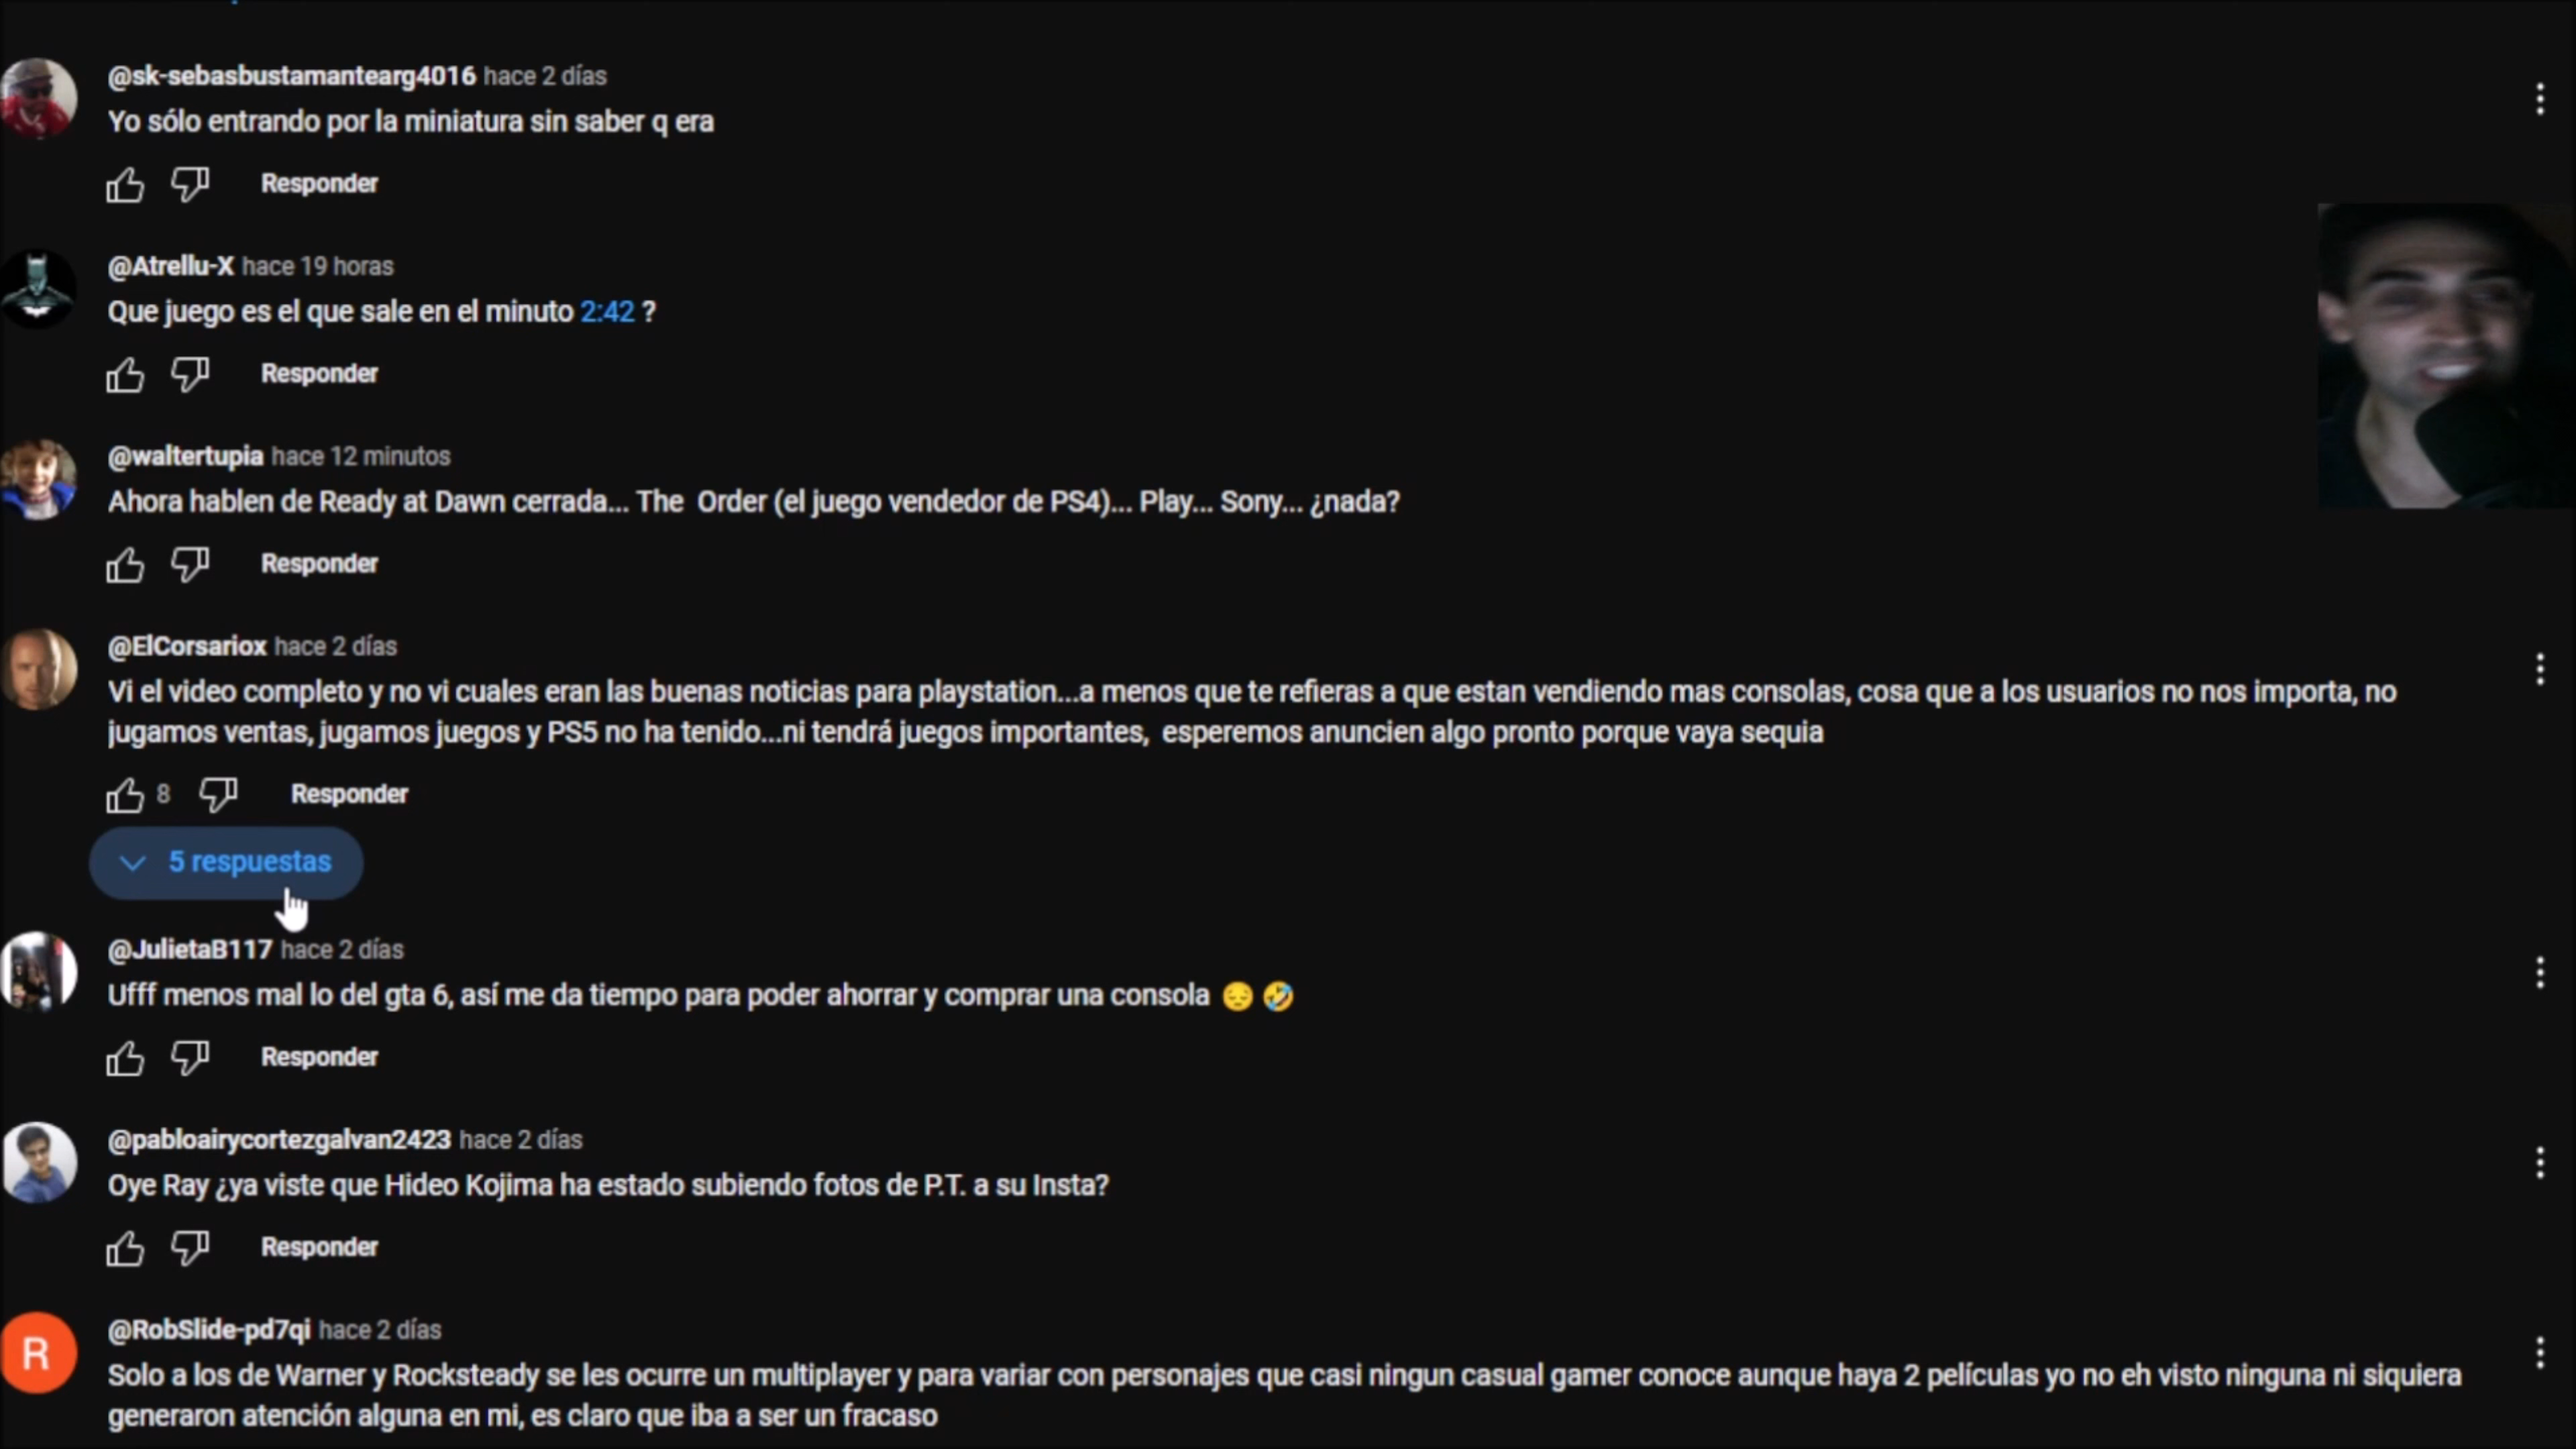 @sk-sebasbustamantearg4016 hace 2 días
Yo sólo entrando por la miniatura sin saber q era
Responder
@Atrellu-X hace 19 horas
Que juego es el que sale en el minuto 2:42 ?
Responder
@waltertupia hace 12 minutos
Ahora hablen de Ready at Dawn cerrada... The Order (el juego vendedor de PS4)... Play... Sony... ¿nada?
Responder
@ElCorsariox hace 2 días
Vi el video completo y no vi cuales eran las buenas noticias para playstation...a menos que te refieras a que estan vendiendo mas consolas, cosa que a los usuarios no nos importa, no
jugamos ventas, jugamos juegos y PS5 no ha tenido...ni tendrá juegos importantes, esperemos anuncien algo pronto porque vaya sequia
8 Responder
5 respuestas
@JulietaB117 hace 2 días
Ufff menos mal lo del gta 6, así me da tiempo para poder ahorrar y comprar una consola 😔 🤣
Responder
@pabloairycortezgalvan2423 hace 2 días
Oye Ray ¿ya viste que Hideo Kojima ha estado subiendo fotos de P.T. a su Insta?
Responder
R
@RobSlide-pd7qi hace 2 días
Solo a los de Warner y Rocksteady se les ocurre un multiplayer y para variar con personajes que casi ningun casual gamer conoce aunque haya 2 películas yo no eh visto ninguna ni siquiera
generaron atención alguna en mi, es claro que iba a ser un fracaso